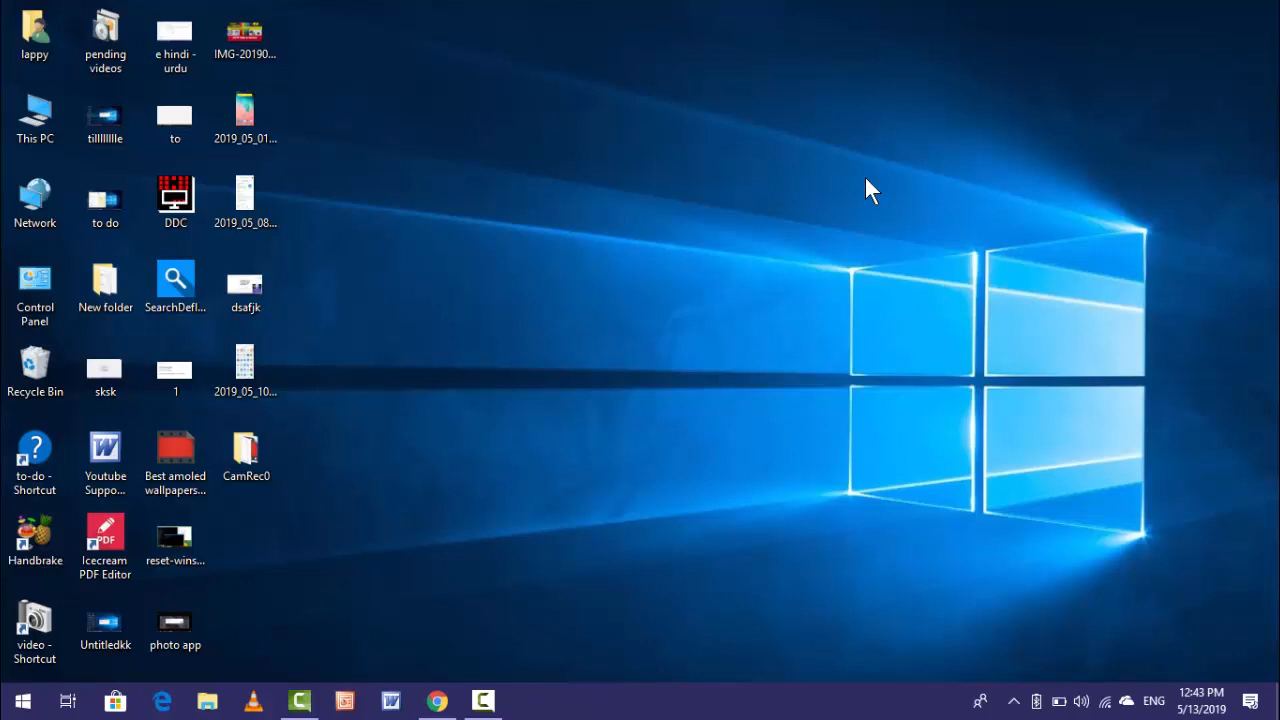 lappy
pending
videos
e hindi -
urdu
IMG-20190...
This PC
tillllllllle
to
2019_05_01...
Network
to do
DDC
2019_05_08...
Control
Panel
New folder
SearchDefl...
dsafjk
Recycle Bin
sksk
1
2019_05_10...
to-do -
Shortcut
Youtube
Suppo...
Best amoled
wallpapers...
CamRec0
Handbrake
PDF
Icecream
PDF Editor
reset-wins...
video -
Shortcut
Untitledkk
photo app
ENG
12:43 PM
5/13/2019